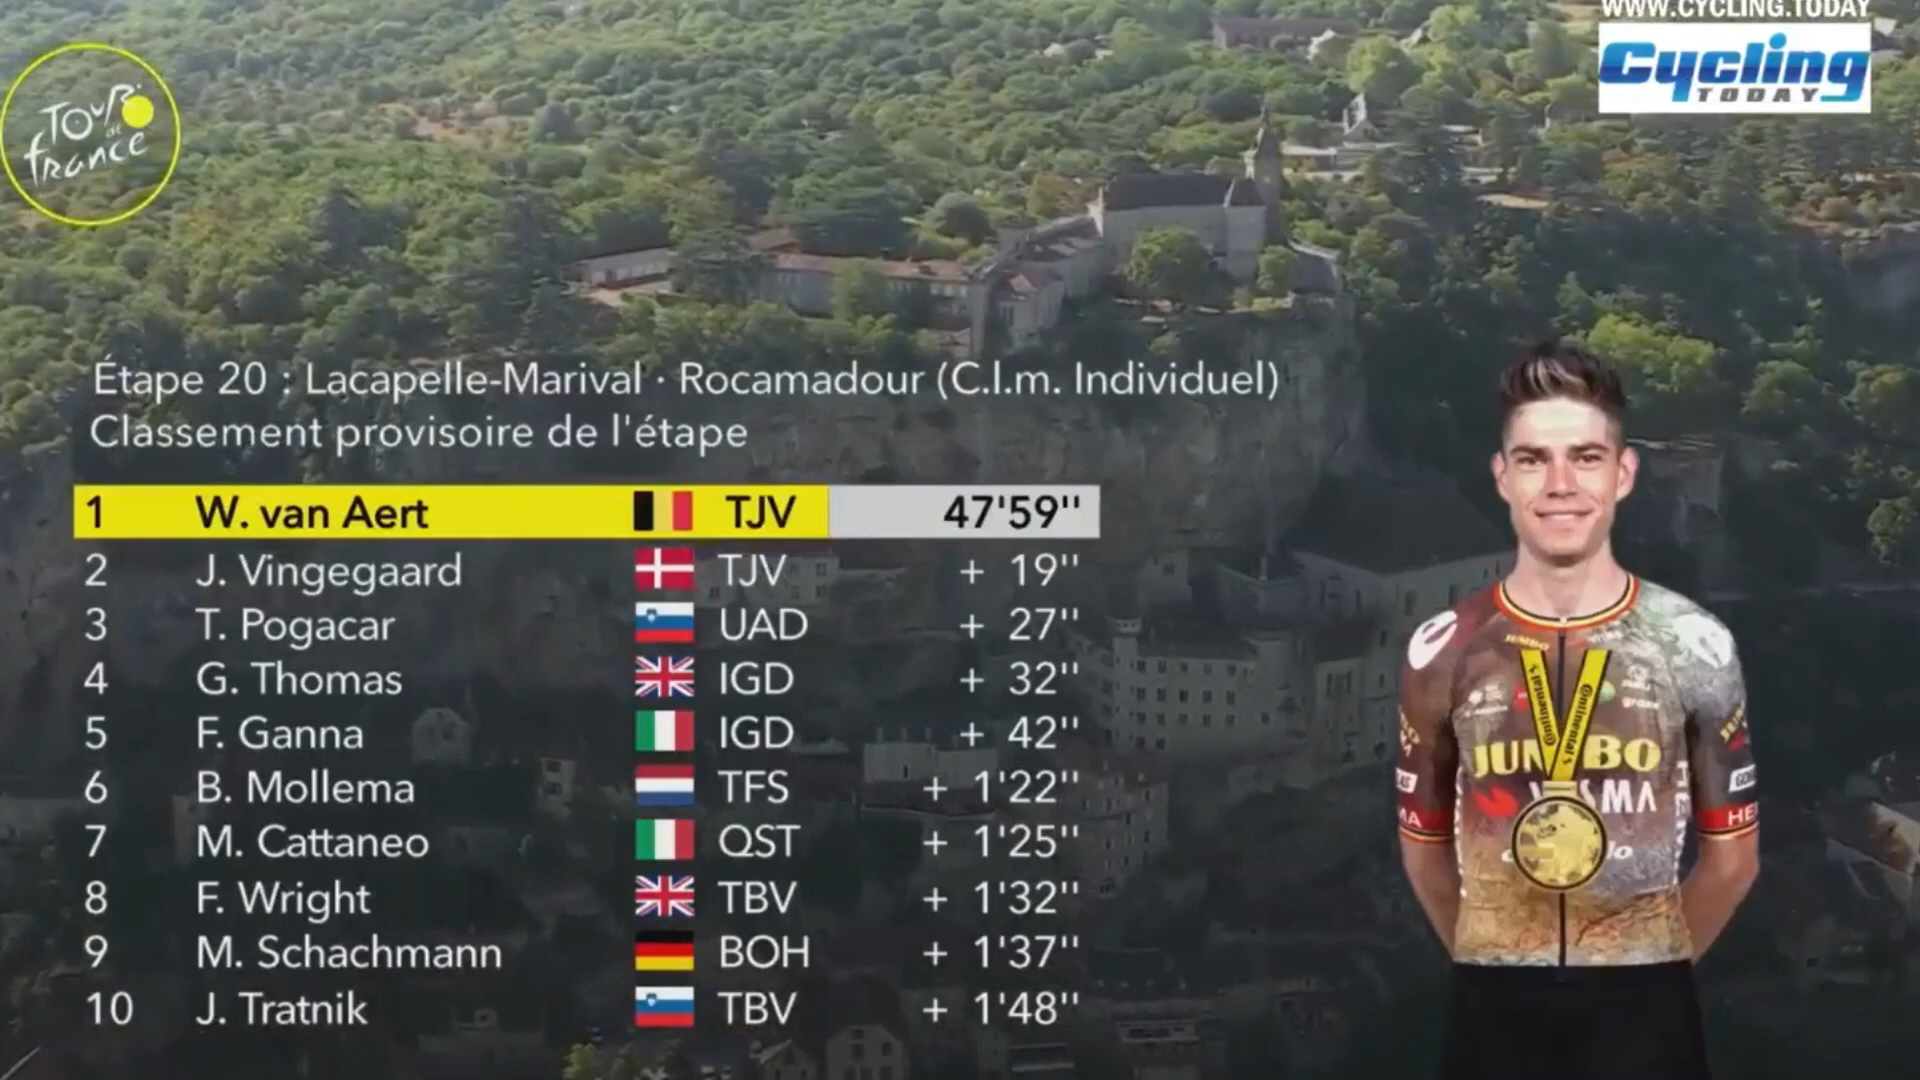 WWW.CYCLING.TODAY
Cycling
TODAY
TOUR
de
france
Étape 20 : Lacapelle-Marival · Rocamadour (C.l.m. Individuel)
Classement provisoire de l'étape
1 W. van Aert TJV 47'59''
2 J. Vingegaard TJV + 19''
3 T. Pogacar UAD + 27''
4 G. Thomas IGD + 32''
5 F. Ganna IGD + 42''
6 B. Mollema TFS + 1'22''
7 M. Cattaneo QST + 1'25''
8 F. Wright TBV + 1'32''
9 M. Schachmann BOH + 1'37''
10 J. Tratnik TBV + 1'48''
JUMBO
Continental
Continental
JUMBO
VISMA